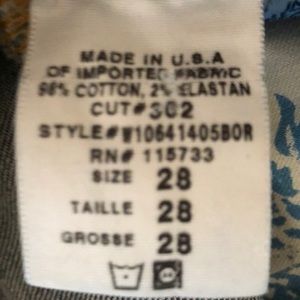 MADE IN U.S.A
OF IMPORTED FABRIC
98% COTTON, 2% ELASTAN
CUT#302
STYLE#W10641405BOR
RN# 115733
SIZE 28
TAILLE 28
GROSSE 28